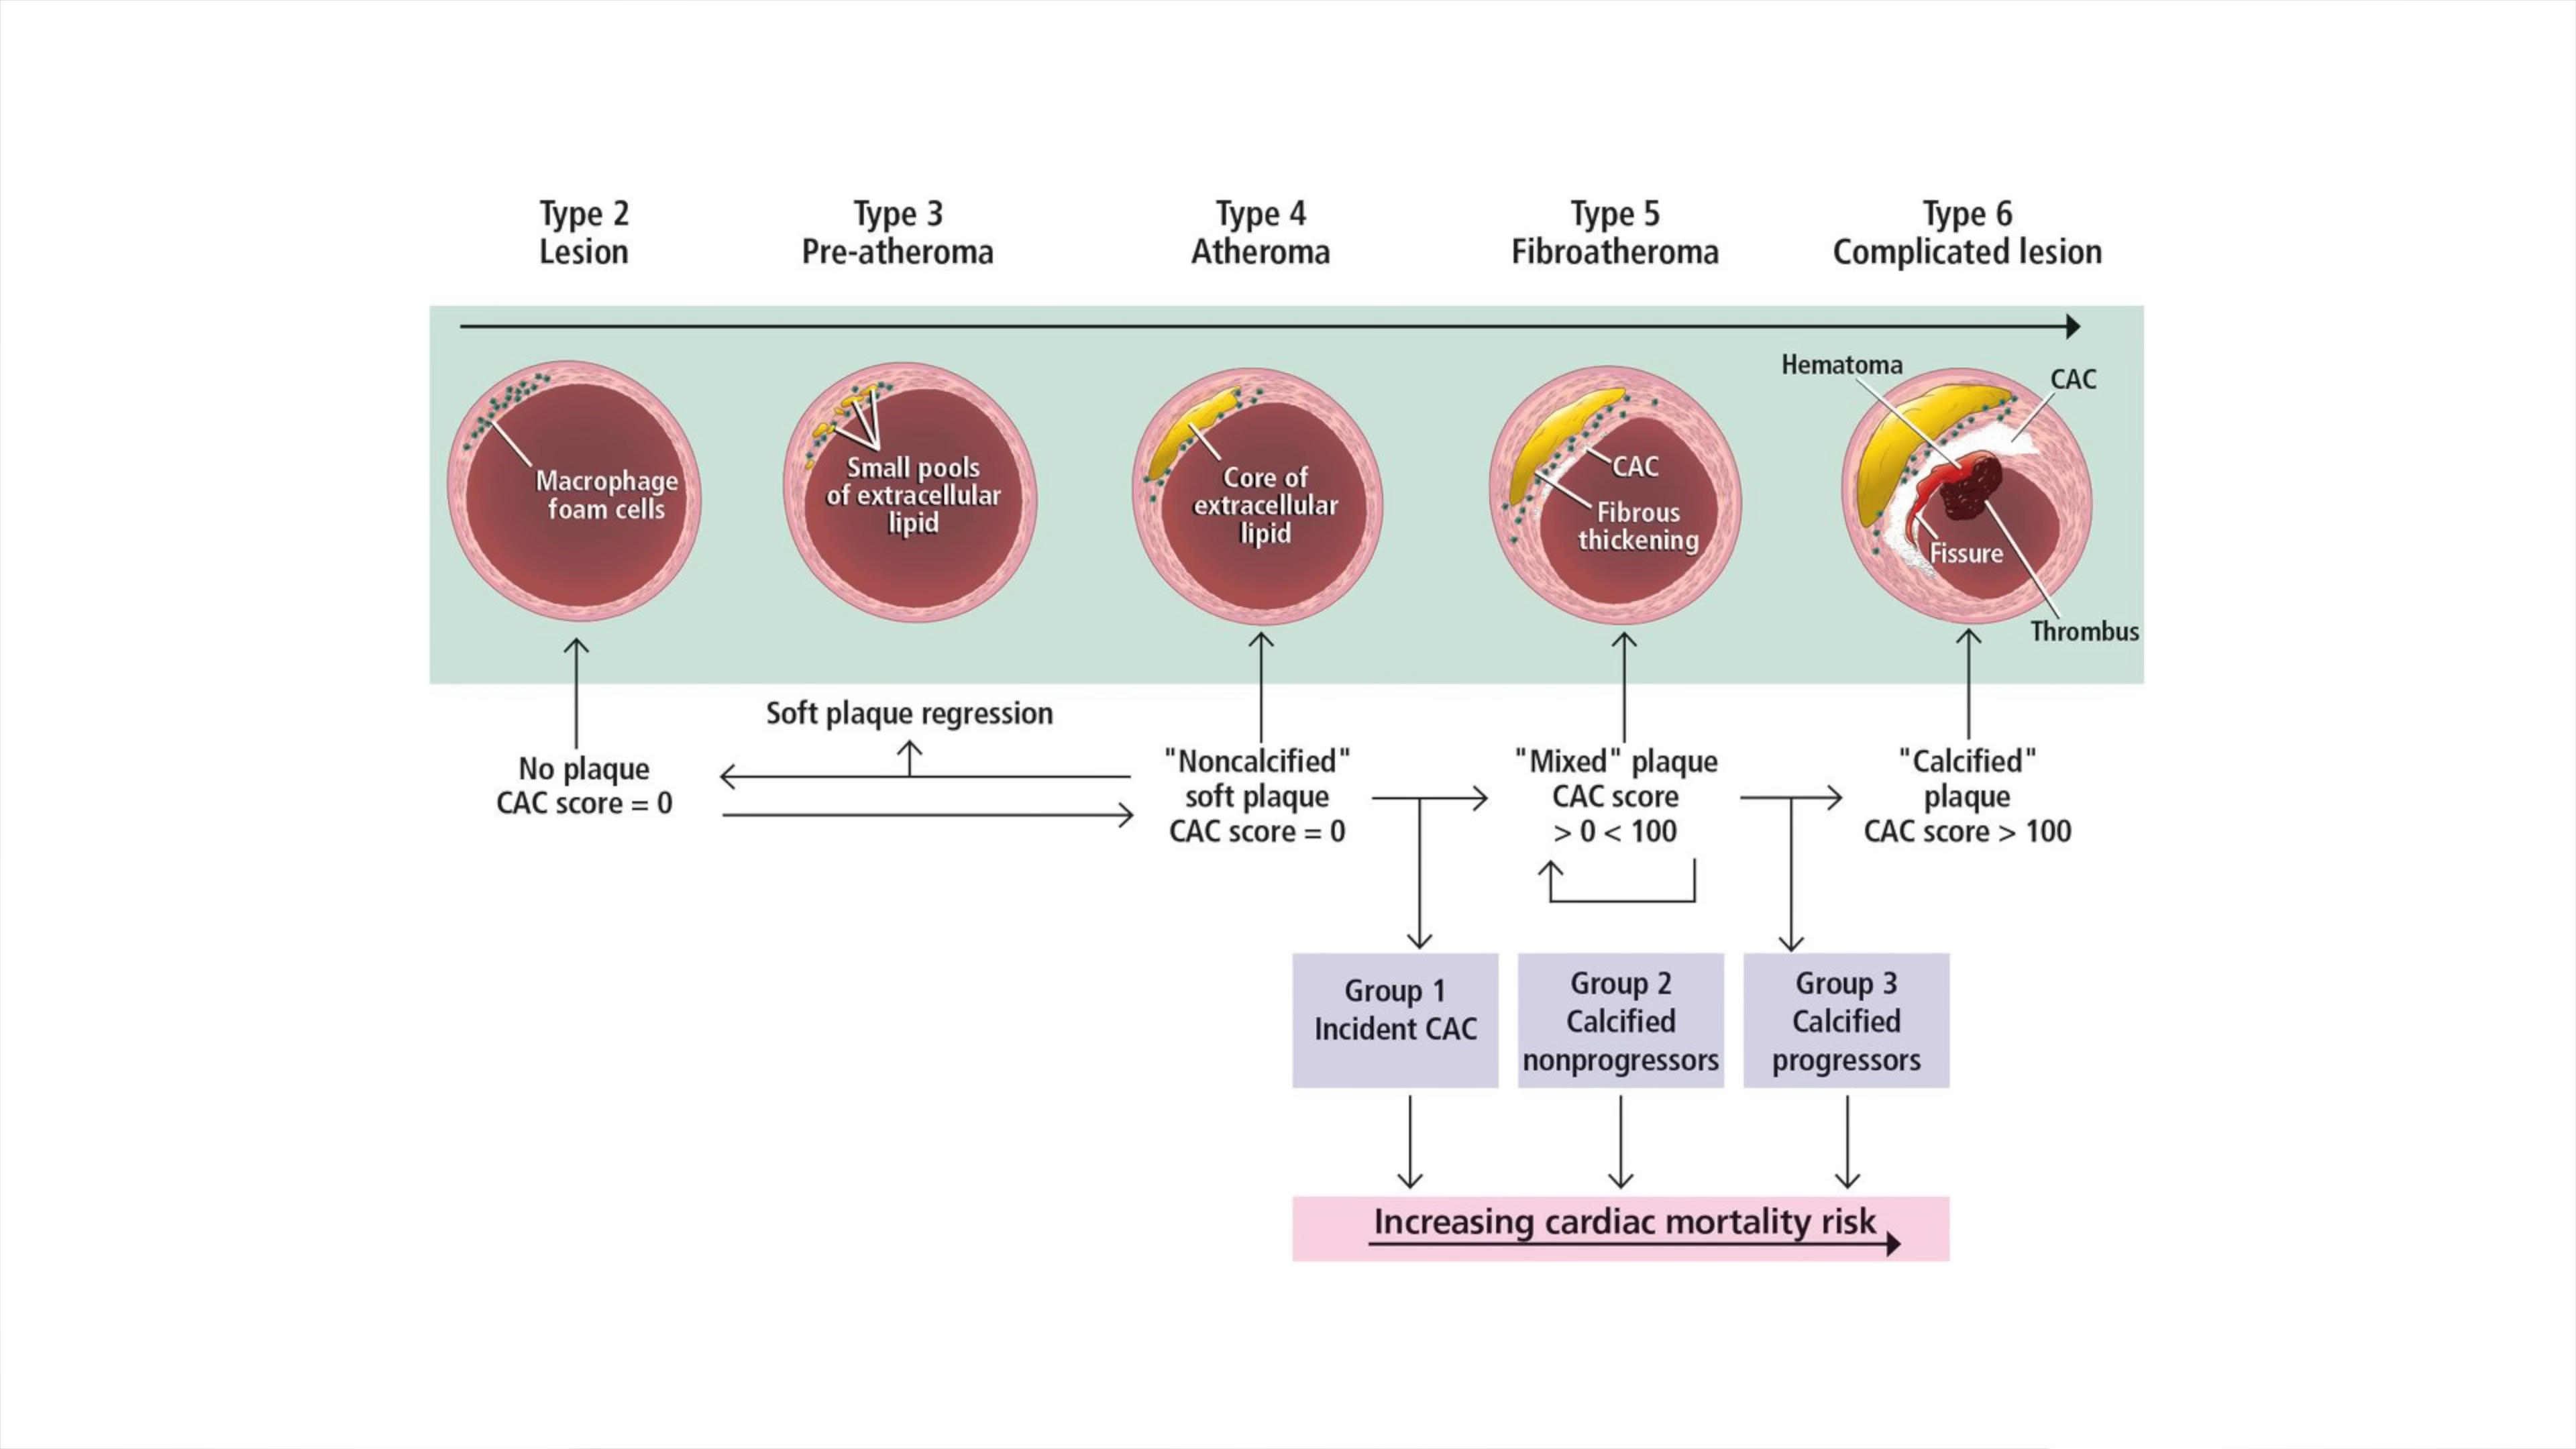 Type 2
Lesion
Type 3
Pre-atheroma
Type 4
Atheroma
Type 5
Fibroatheroma
Type 6
Complicated lesion
Macrophage
foam cells
Small pools
of extracellular
lipid
Core of
extracellular
lipid
CAC
Fibrous
thickening
Hematoma
CAC
Fissure
Thrombus
No plaque
CAC score = 0
Soft plaque regression
"Noncalcified"
soft plaque
CAC score = 0
"Mixed" plaque
CAC score
> 0 < 100
"Calcified"
plaque
CAC score > 100
Group 1
Incident CAC
Group 2
Calcified
nonprogressors
Group 3
Calcified
progressors
Increasing cardiac mortality risk